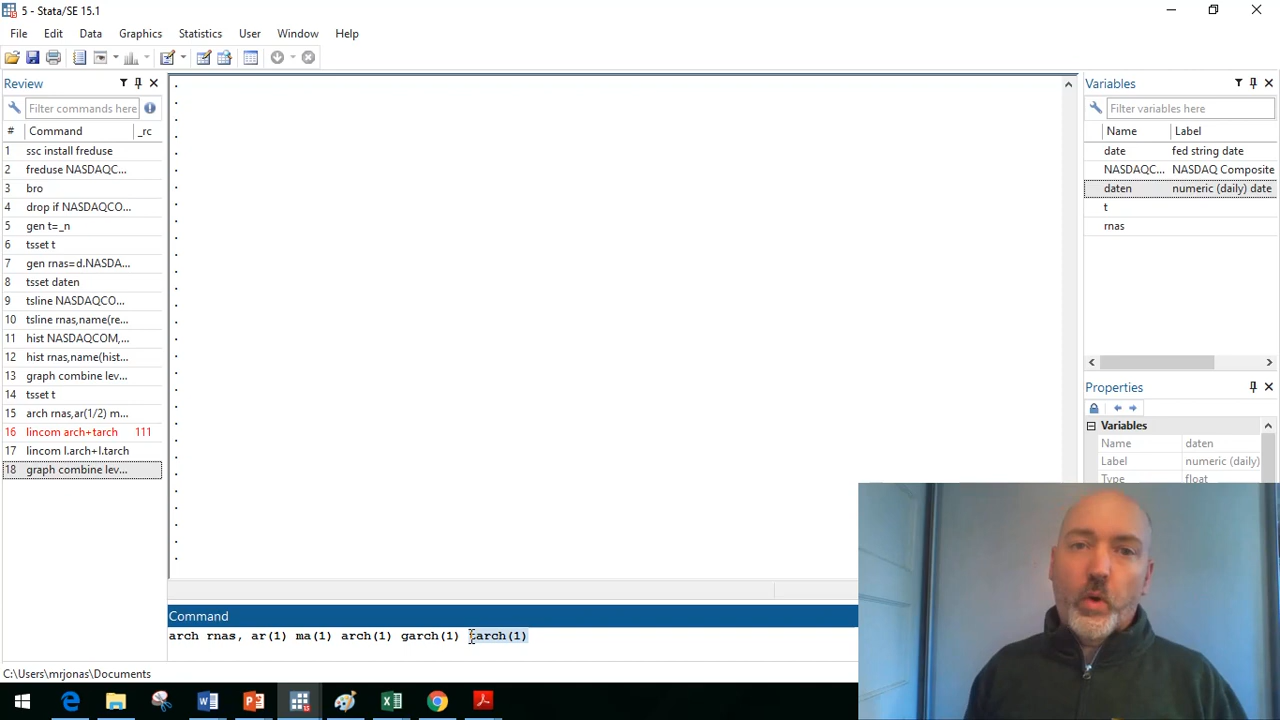 5 - Stata/SE 15.1
File Edit Data Graphics Statistics User Window Help
Review
Filter commands here
# Command _rc
1 ssc install freduse
2 freduse NASDAQC...
3 bro
4 drop if NASDAQCO...
5 gen t=_n
6 tsset t
7 gen rnas=d.NASDA...
8 tsset daten
9 tsline NASDAQCO...
10 tsline rnas,name(re...
11 hist NASDAQCOM,...
12 hist rnas,name(hist...
13 graph combine lev...
14 tsset t
15 arch rnas,ar(1/2) m...
16 lincom arch+tarch 111
17 lincom l.arch+l.tarch
18 graph combine lev...
Command
arch rnas, ar(1) ma(1) arch(1) garch(1) tarch(1)
C:\Users\mrjonas\Documents
Variables
Filter variables here
Name Label
date fed string date
NASDAQC... NASDAQ Composite
daten numeric (daily) date
t
rnas
Properties
Variables
Name daten
Label numeric (daily)
Type float